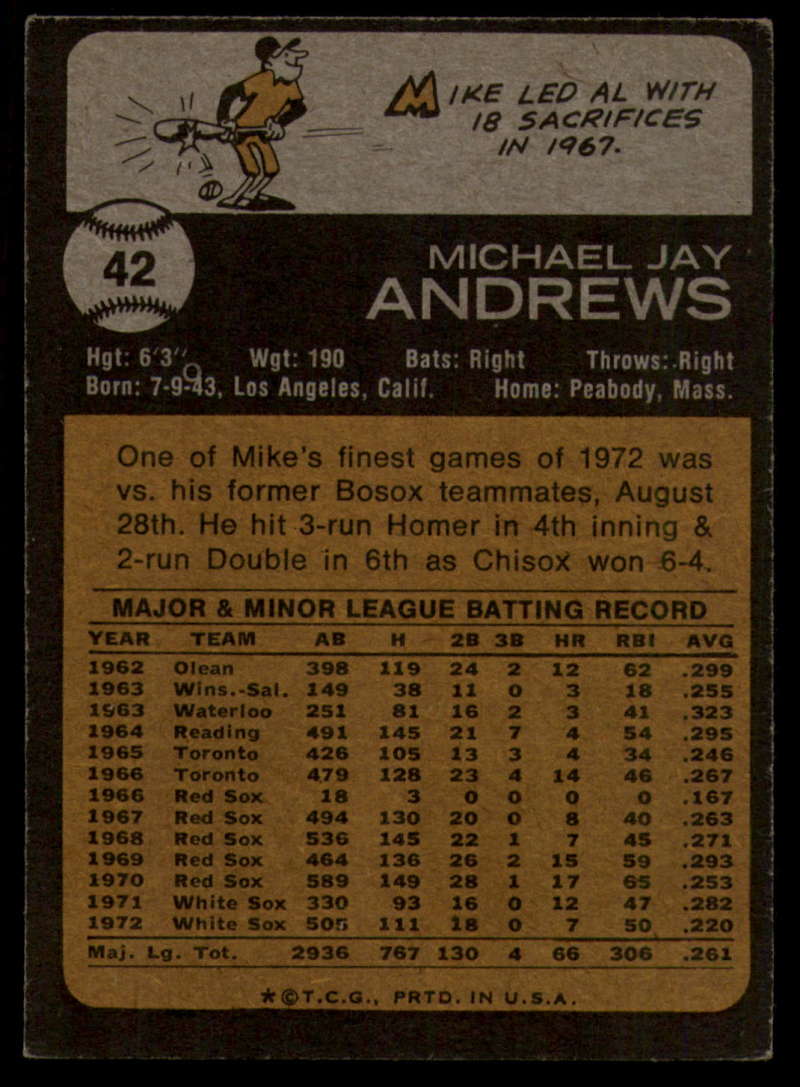 MIKE LED AL WITH
18 SACRIFICES
IN 1967.
42
MICHAEL JAY
ANDREWS
Hgt: 6'3" Wgt: 190 Bats: Right Throws: Right
Born: 7-9-43, Los Angeles, Calif. Home: Peabody, Mass.
One of Mike's finest games of 1972 was
vs. his former Bosox teammates, August
28th. He hit 3-run Homer in 4th inning &
2-run Double in 6th as Chisox won 6-4.
MAJOR & MINOR LEAGUE BATTING RECORD
YEAR TEAM AB H 2B 3B HR RBI AVG
1962 Olean 398 119 24 2 12 62 .299
1963 Wins.-Sal. 149 38 11 0 3 18 .255
1963 Waterloo 251 81 16 2 3 41 .323
1964 Reading 491 145 21 7 4 54 .295
1965 Toronto 426 105 13 3 4 34 .246
1966 Toronto 479 128 23 4 14 46 .267
1966 Red Sox 18 3 0 0 0 0 .167
1967 Red Sox 494 130 20 0 8 40 .263
1968 Red Sox 536 145 22 1 7 45 .271
1969 Red Sox 464 136 26 2 15 59 .293
1970 Red Sox 589 149 28 1 17 65 .253
1971 White Sox 330 93 16 0 12 47 .282
1972 White Sox 505 111 18 0 7 50 .220
Maj. Lg. Tot. 2936 767 130 4 66 306 .261
★©T.C.G., PRTD. IN U.S.A.